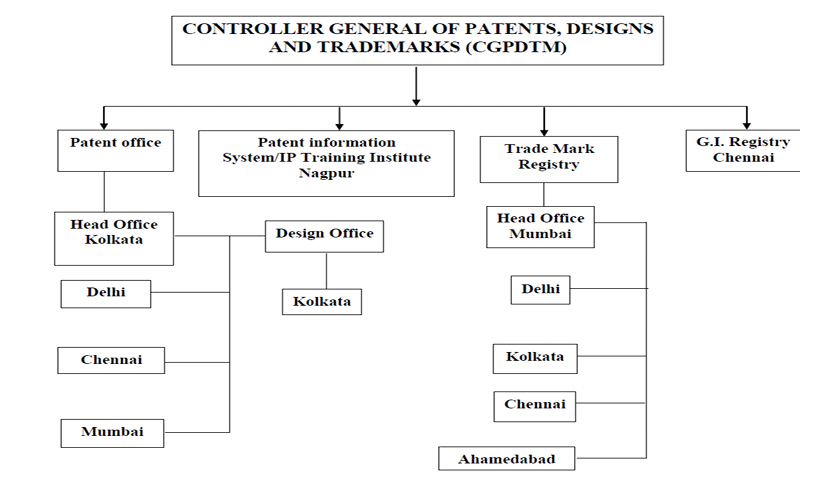 CONTROLLER GENERAL OF PATENTS, DESIGNS
AND TRADEMARKS (CGPDTM)
Patent office
Patent information
System/IP Training Institute
Nagpur
Trade Mark
Registry
G.I. Registry
Chennai
Head Office
Kolkata
Design Office
Head Office
Mumbai
Delhi
Kolkata
Delhi
Chennai
Kolkata
Chennai
Mumbai
Ahamedabad